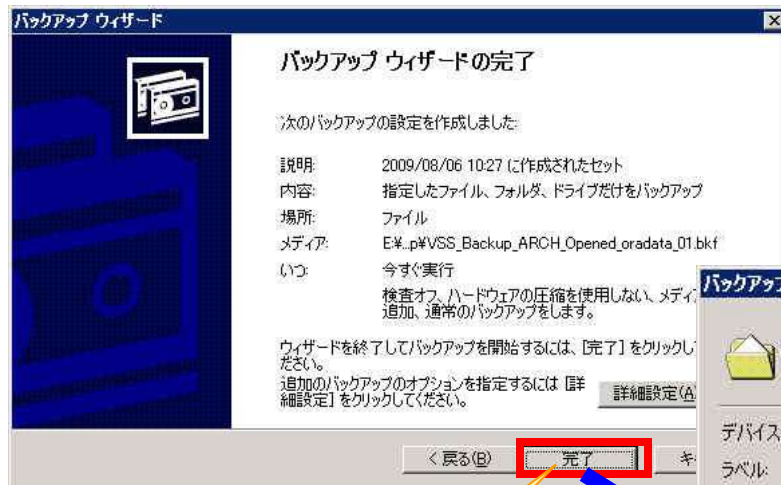 バックアップ ウィザード
バックアップ ウィザードの完了
次のバックアップの設定を作成しました:
説明: 2009/08/06 10:27 に作成されたセット
内容: 指定したファイル、フォルダ、ドライブだけをバックアップ
場所: ファイル
メディア: E:¥...p¥VSS_Backup_ARCH_Opened_oradata_01.bkf
いつ: 今すぐ実行
検査オフ、ハードウェアの圧縮を使用しない、メディ
追加、通常のバックアップをします。
ウィザードを終了してバックアップを開始するには、[完了] をクリックし
ださい。
追加のバックアップのオプションを指定するには [詳
細設定] をクリックしてください。
詳細設定(A)
< 戻る(B)
完了
キ
バックアップ
デバイス
ラベル: